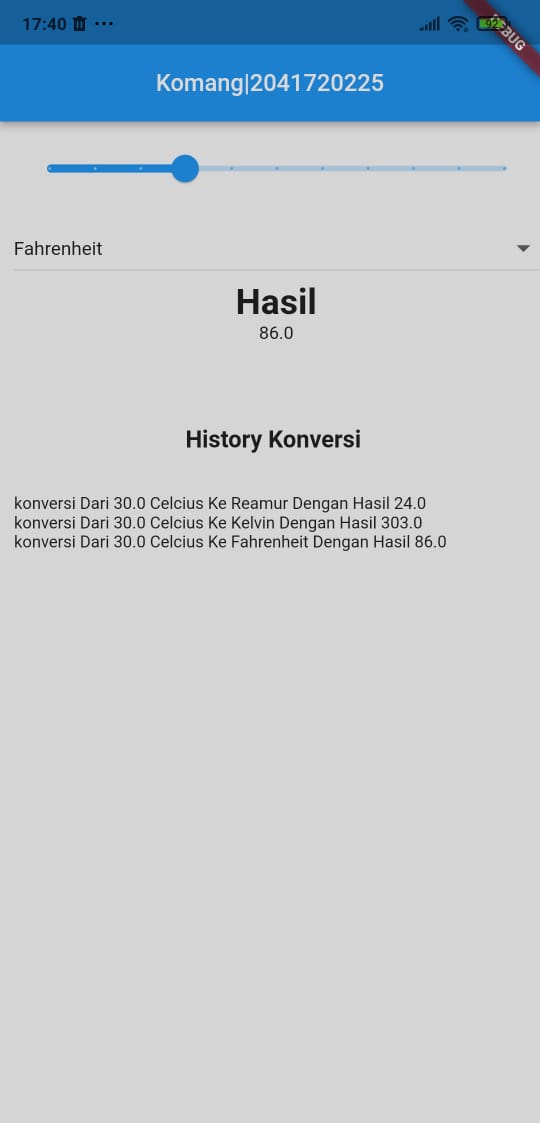 17:40
92
DEBUG
Komang|2041720225
Fahrenheit
Hasil
86.0
History Konversi
konversi Dari 30.0 Celcius Ke Reamur Dengan Hasil 24.0
konversi Dari 30.0 Celcius Ke Kelvin Dengan Hasil 303.0
konversi Dari 30.0 Celcius Ke Fahrenheit Dengan Hasil 86.0